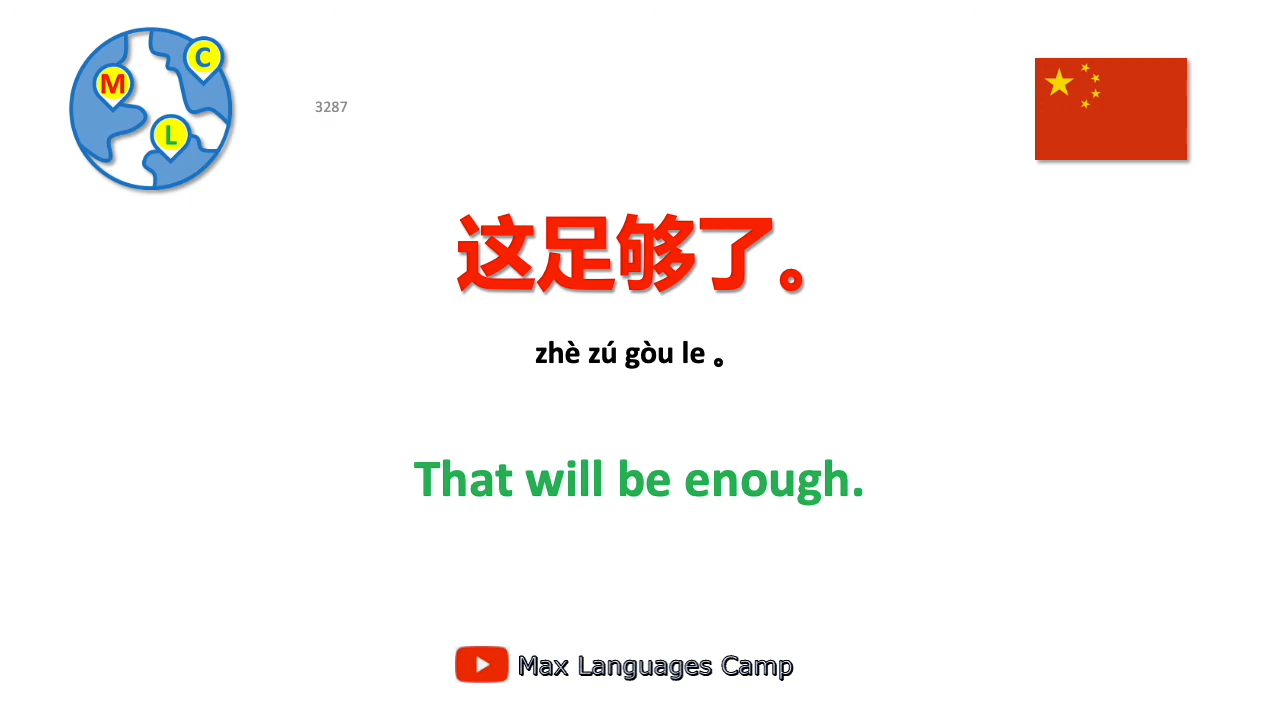 C
M
L
3287
这足够了。
zhè zú gòu le 。
That will be enough.
Max Languages Camp